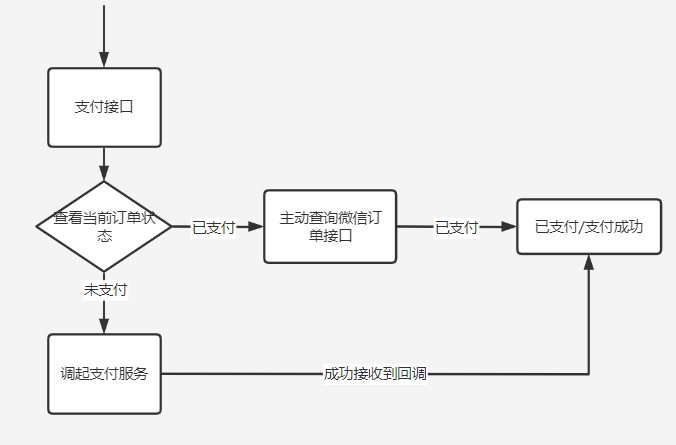 支付接口
查看当前订单状
态
已支付
主动查询微信订
单接口
已支付
已支付/支付成功
未支付
调起支付服务
成功接收到回调